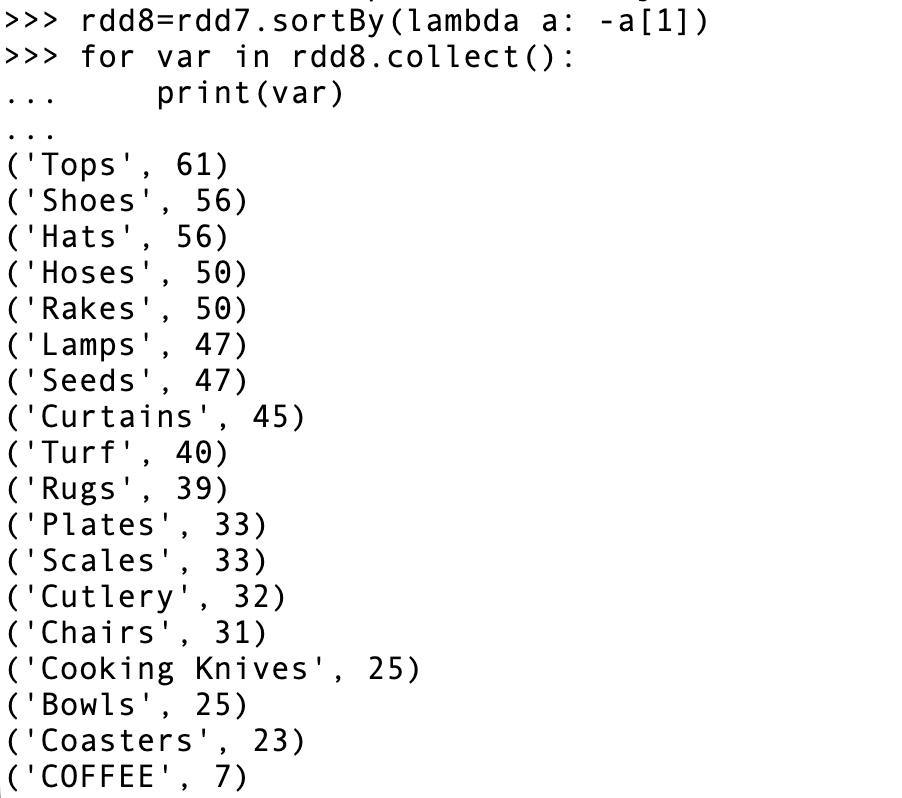 >>> rdd8=rdd7.sortBy(lambda a: -a[1])
>>> for var in rdd8.collect():
...     print(var)
...
('Tops', 61)
('Shoes', 56)
('Hats', 56)
('Hoses', 50)
('Rakes', 50)
('Lamps', 47)
('Seeds', 47)
('Curtains', 45)
('Turf', 40)
('Rugs', 39)
('Plates', 33)
('Scales', 33)
('Cutlery', 32)
('Chairs', 31)
('Cooking Knives', 25)
('Bowls', 25)
('Coasters', 23)
('COFFEE', 7)